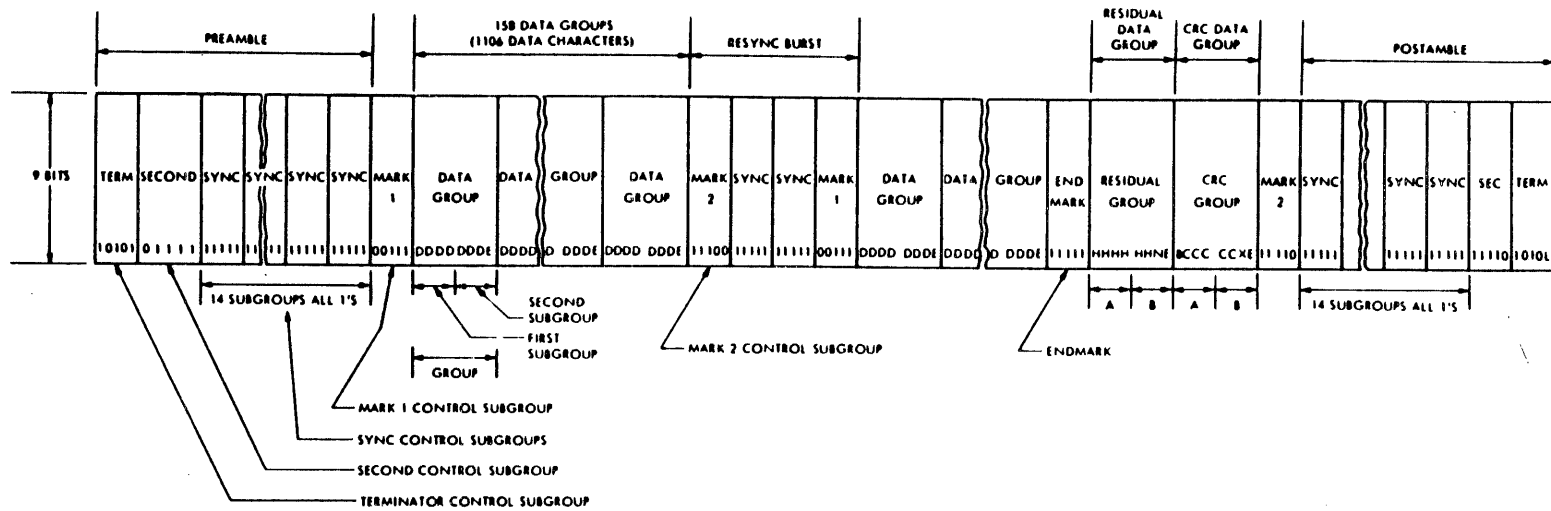 PREAMBLE
158 DATA GROUPS
(1106 DATA CHARACTERS)
RESYNC BURST
RESIDUAL
DATA
GROUP
CRC DATA
GROUP
POSTAMBLE
9 BITS
TERM SECOND SYNC SYNC SYNC SYNC MARK 1 DATA GROUP DATA GROUP DATA GROUP MARK 2 SYNC SYNC MARK 1 DATA GROUP DATA GROUP END MARK RESIDUAL GROUP CRC GROUP MARK 2 SYNC SYNC SYNC SEC TERM
10101 01111 11111 11 11 11111 11111 00111 DDDD DDDE DDDD D DDDE DDDD DDDE 11100 11111 11111 00111 DDDD DDDE DDDD D DDDE 11111 HHHH HHNE BCCC CCXE 11110 11111 11111 11111 11110 1010L
14 SUBGROUPS ALL 1'S
SECOND
SUBGROUP
FIRST
SUBGROUP
GROUP
A B A B
14 SUBGROUPS ALL 1'S
MARK 2 CONTROL SUBGROUP
ENDMARK
MARK 1 CONTROL SUBGROUP
SYNC CONTROL SUBGROUPS
SECOND CONTROL SUBGROUP
TERMINATOR CONTROL SUBGROUP